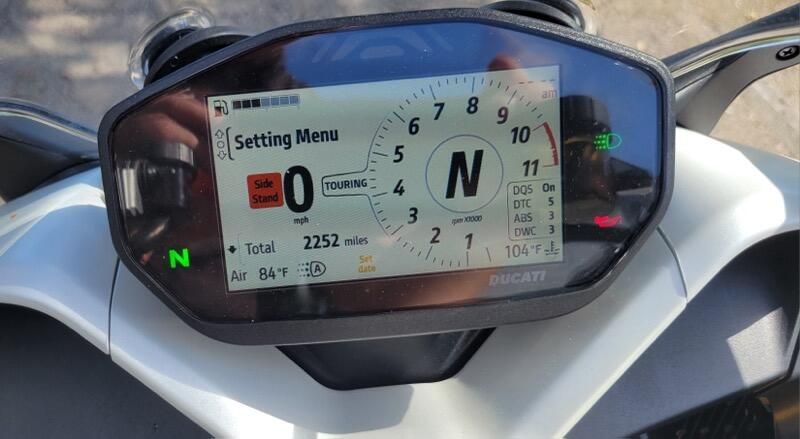 am
Setting Menu
Side
Stand
0
mph
TOURING
1
2
3
4
5
6
7
8
9
10
11
N
rpm X1000
DQS On
DTC 5
ABS 3
DWC 3
Total 2252 miles
Air 84°F
A
Set
date
104°F
DUCATI
N